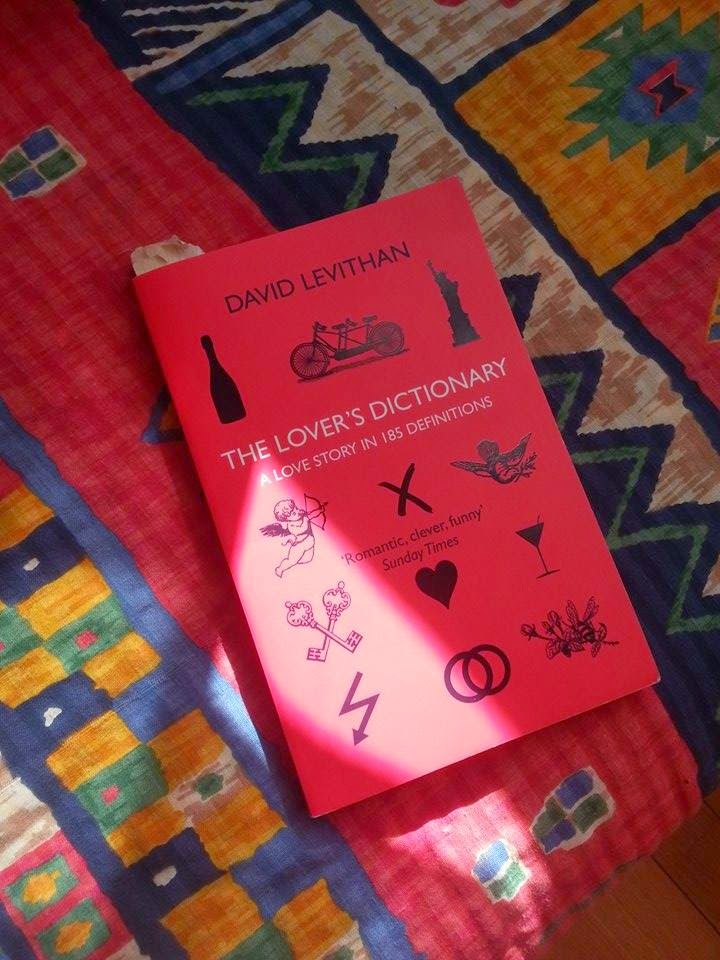 DAVID LEVITHAN
THE LOVER'S DICTIONARY
A LOVE STORY IN 185 DEFINITIONS
'Romantic, clever, funny'
Sunday Times